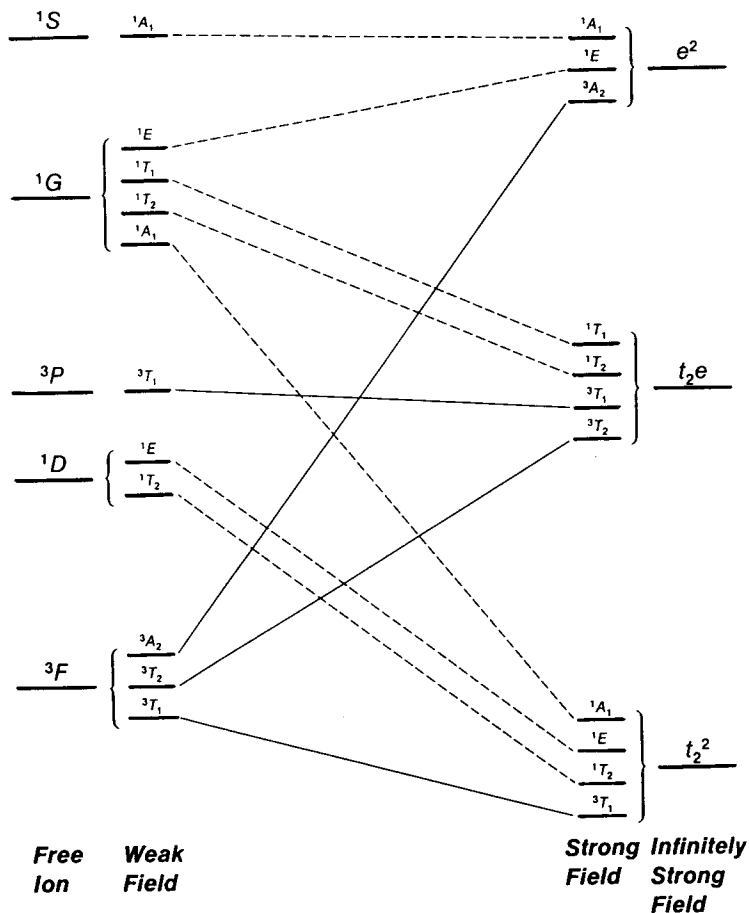 ¹S
¹A₁
¹A₁
¹E
³A₂
e²
¹G
¹E
¹T₁
¹T₂
¹A₁
¹T₁
¹T₂
³T₁
³T₂
t₂e
³P
³T₁
¹D
¹E
¹T₂
³F
³A₂
³T₂
³T₁
¹A₁
¹E
¹T₂
³T₁
t₂²
Free
Ion
Weak
Field
Strong
Field
Infinitely
Strong
Field